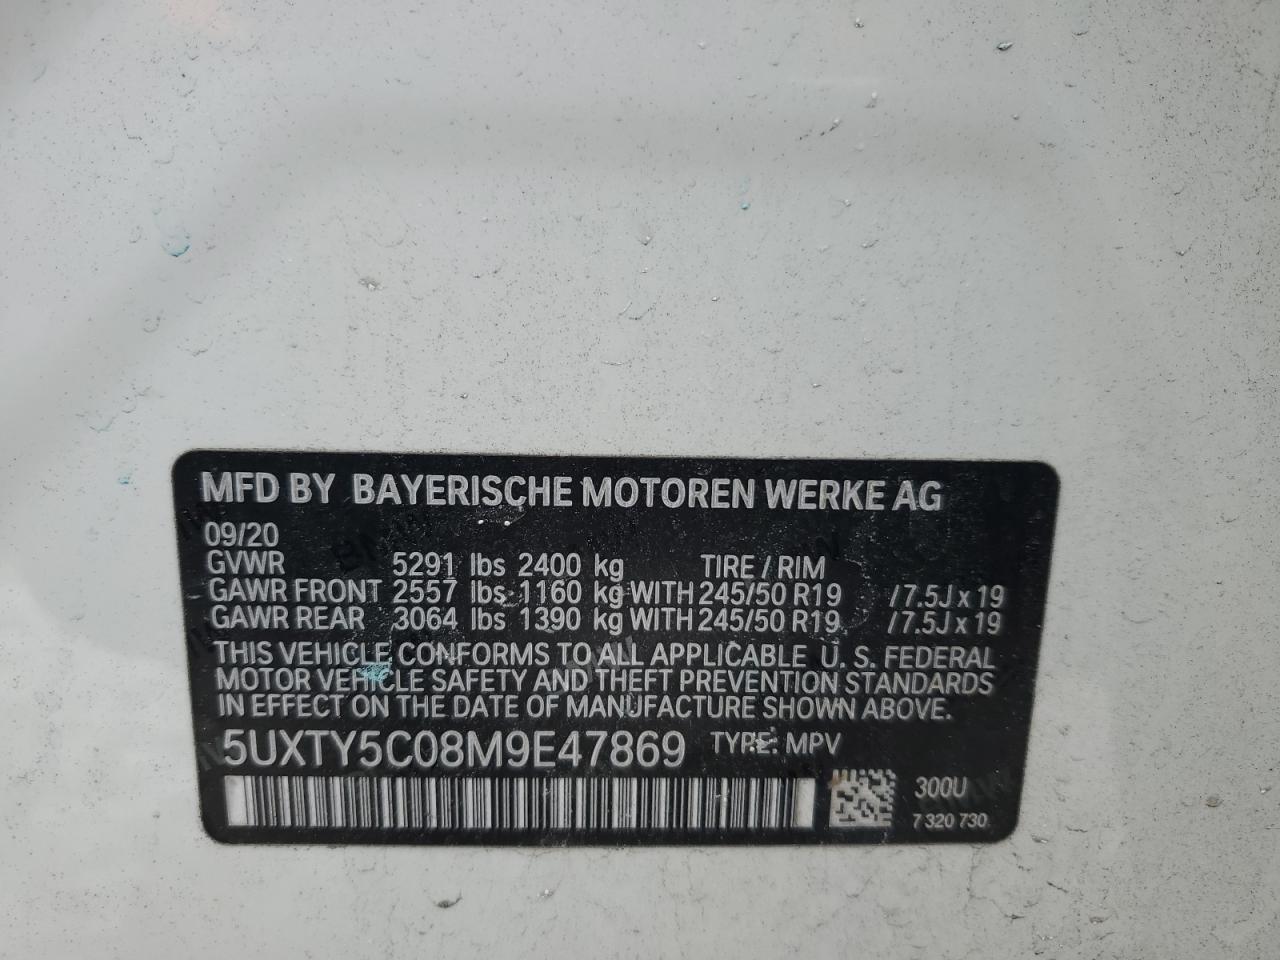 MFD BY BAYERISCHE MOTOREN WERKE AG
09/20
GVWR 5291 lbs 2400 kg TIRE / RIM
GAWR FRONT 2557 lbs 1160 kg WITH 245/50 R19 / 7.5J x 19
GAWR REAR 3064 lbs 1390 kg WITH 245/50 R19 / 7.5J x 19
THIS VEHICLE CONFORMS TO ALL APPLICABLE U. S. FEDERAL
MOTOR VEHICLE SAFETY AND THEFT PREVENTION STANDARDS
IN EFFECT ON THE DATE OF MANUFACTURE SHOWN ABOVE.
5UXTY5C08M9E47869 TYPE: MPV
300U
7 320 730